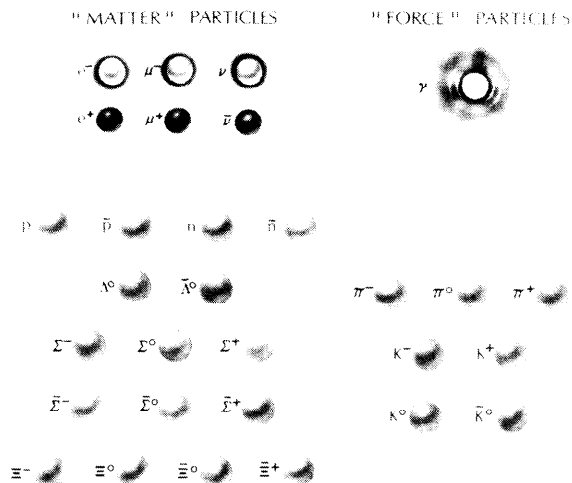 "MATTER" PARTICLES
e⁻ μ⁻ ν
e⁺ μ⁺ ν̄
p p̄ n n̄
Λ⁰ Λ̄⁰
Σ⁻ Σ⁰ Σ⁺
Σ̄⁻ Σ̄⁰ Σ̄⁺
Ξ⁻ Ξ⁰ Ξ̄⁰ Ξ̄⁺
"FORCE" PARTICLES
γ
π⁻ π⁰ π⁺
K⁻ K⁺
K⁰ K̄⁰